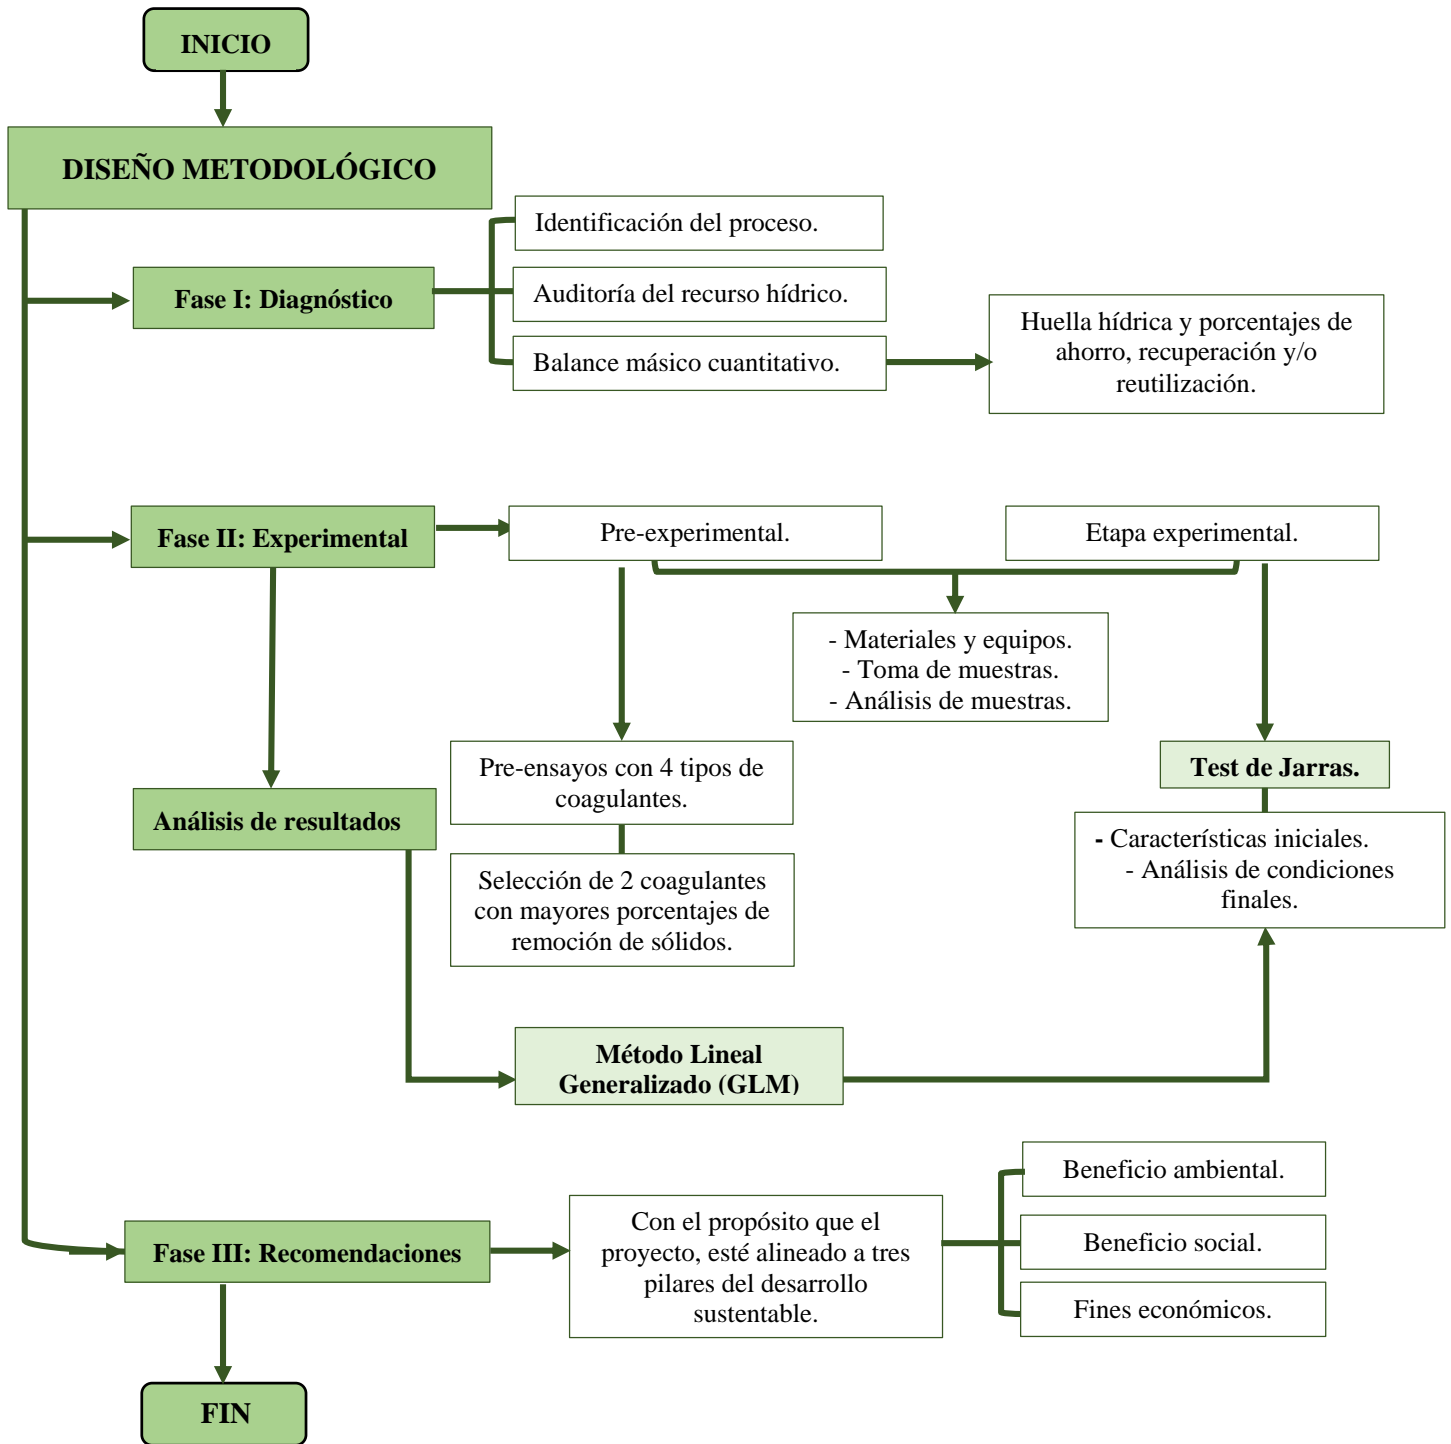 INICIO
DISEÑO METODOLÓGICO
Identificación del proceso.
Fase I: Diagnóstico
Auditoría del recurso hídrico.
Balance másico cuantitativo.
Huella hídrica y porcentajes de
ahorro, recuperación y/o
reutilización.
Fase II: Experimental
Pre-experimental.
Etapa experimental.
- Materiales y equipos.
- Toma de muestras.
- Análisis de muestras.
Pre-ensayos con 4 tipos de
coagulantes.
Test de Jarras.
Análisis de resultados
- Características iniciales.
- Análisis de condiciones
finales.
Selección de 2 coagulantes
con mayores porcentajes de
remoción de sólidos.
Método Lineal
Generalizado (GLM)
Fase III: Recomendaciones
Con el propósito que el
proyecto, esté alineado a tres
pilares del desarrollo
sustentable.
Beneficio ambiental.
Beneficio social.
Fines económicos.
FIN